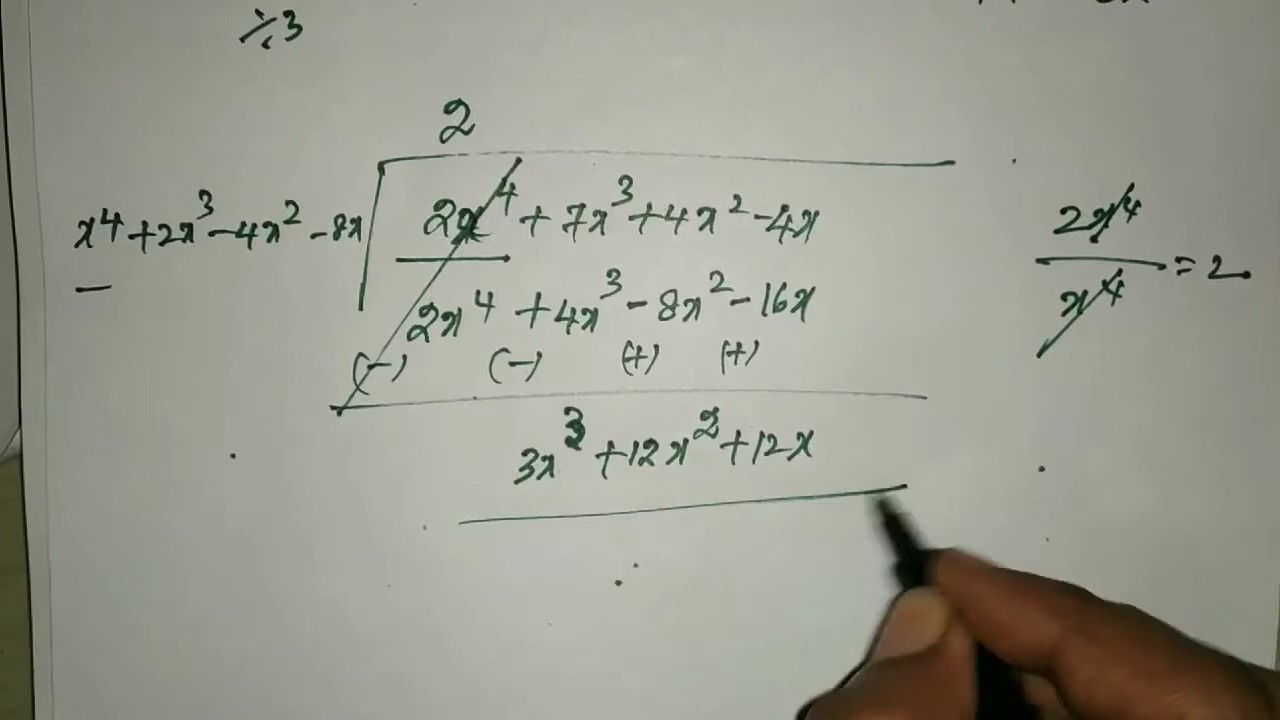 ÷3
2
x⁴+2x³-4x²-8x 2x⁴+7x³+4x²-4x
2x⁴+4x³-8x²-16x
(-) (-) (+) (+)
3x³+12x²+12x
2x⁴
x⁴
=2